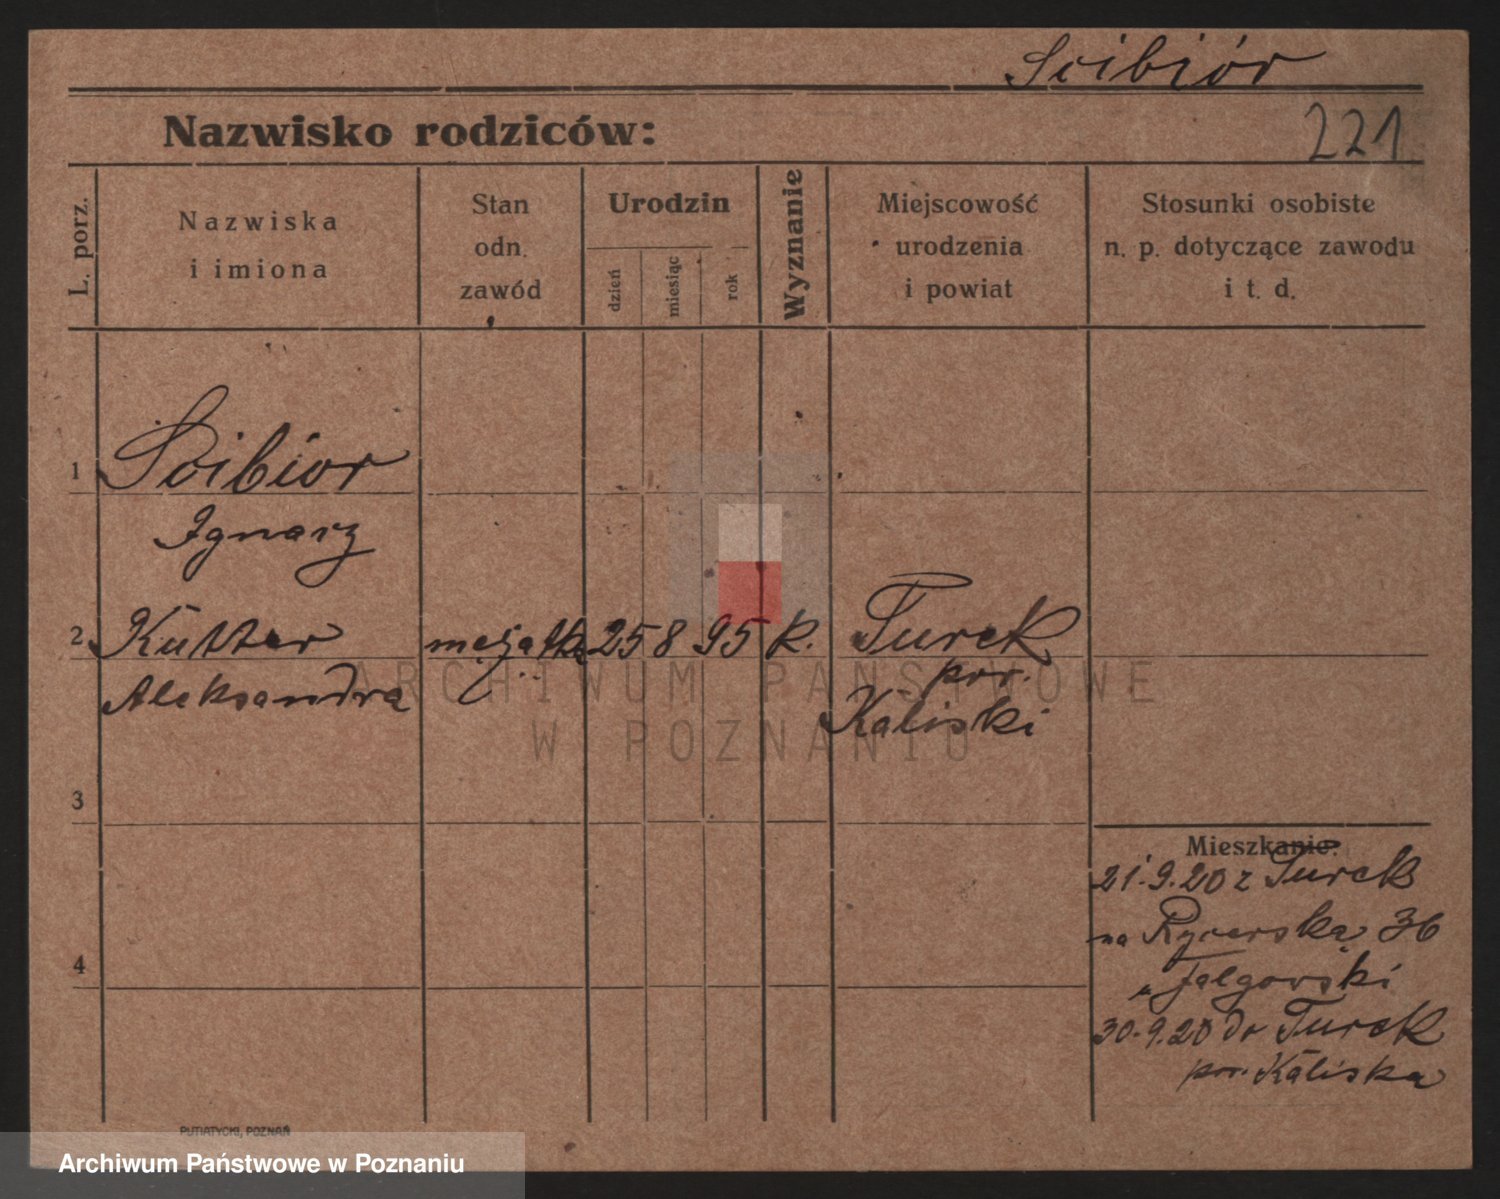 Scibiór
Nazwisko rodziców:
221
L. porz.
Nazwiska
i imiona
Stan
odn.
zawód
Urodzin
dzień
miesiąc
rok
Wyznanie
Miejscowość
urodzenia
i powiat
Stosunki osobiste
n. p. dotyczące zawodu
i t. d.
1
Scibior
Ignacy
2
Kutter 25 8 95 k. Turek
Aleksandra
pow.
Kaliski
ARCHIWUM PAŃSTWOWE
W POZNANIU
3
4
Mieszkanie:
21.9.20 z Turek
na Rycerską 36
30.9.20 do Turek
pow. Kaliska
PUTIATYCKI, POZNAŃ
Archiwum Państwowe w Poznaniu